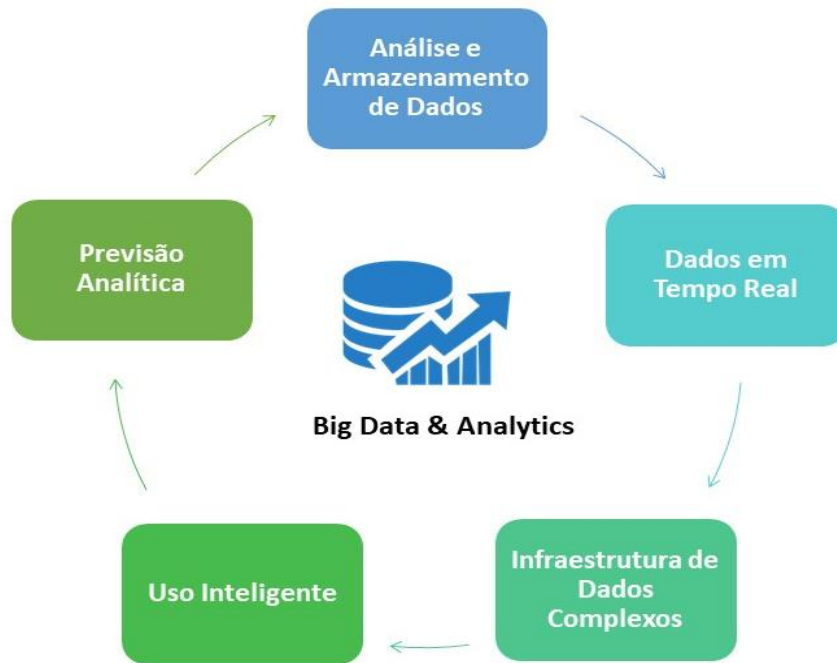 Análise e
Armazenamento
de Dados
Previsão
Analítica
Dados em
Tempo Real
Big Data & Analytics
Uso Inteligente
Infraestrutura de
Dados
Complexos